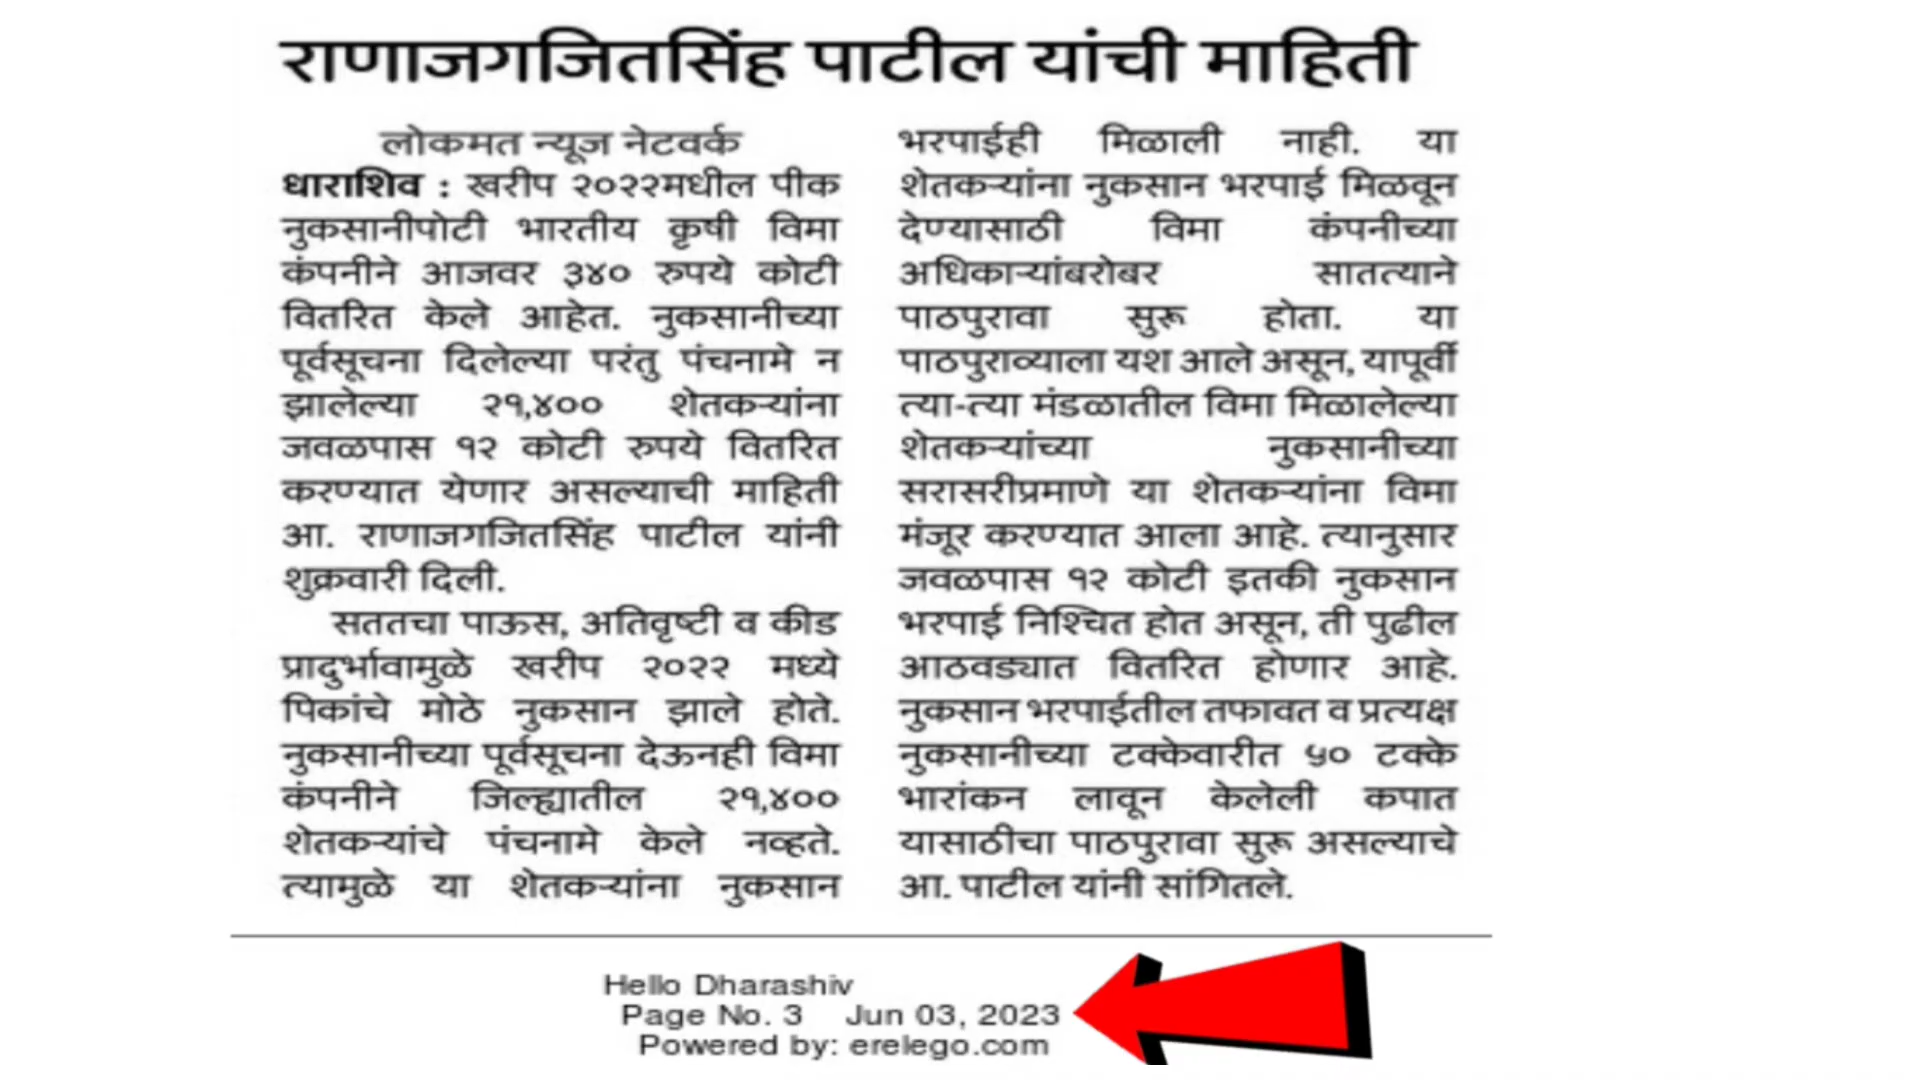 राणाजगजितसिंह पाटील यांची माहिती
लोकमत न्यूज नेटवर्क
धाराशिव : खरीप २०२२मधील पीक
नुकसानीपोटी भारतीय कृषी विमा
कंपनीने आजवर ३४० रुपये कोटी
वितरित केले आहेत. नुकसानीच्या
पूर्वसूचना दिलेल्या परंतु पंचनामे न
झालेल्या २१,४०० शेतकऱ्यांना
जवळपास १२ कोटी रुपये वितरित
करण्यात येणार असल्याची माहिती
आ. राणाजगजितसिंह पाटील यांनी
शुक्रवारी दिली.
सततचा पाऊस, अतिवृष्टी व कीड
प्रादुर्भावामुळे खरीप २०२२ मध्ये
पिकांचे मोठे नुकसान झाले होते.
नुकसानीच्या पूर्वसूचना देऊनही विमा
कंपनीने जिल्ह्यातील २१,४००
शेतकऱ्यांचे पंचनामे केले नव्हते.
त्यामुळे या शेतकऱ्यांना नुकसान
भरपाईही मिळाली नाही. या
शेतकऱ्यांना नुकसान भरपाई मिळवून
देण्यासाठी विमा कंपनीच्या
अधिकाऱ्यांबरोबर सातत्याने
पाठपुरावा सुरू होता. या
पाठपुराव्याला यश आले असून, यापूर्वी
त्या-त्या मंडळातील विमा मिळालेल्या
शेतकऱ्यांच्या नुकसानीच्या
सरासरीप्रमाणे या शेतकऱ्यांना विमा
मंजूर करण्यात आला आहे. त्यानुसार
जवळपास १२ कोटी इतकी नुकसान
भरपाई निश्चित होत असून, ती पुढील
आठवड्यात वितरित होणार आहे.
नुकसान भरपाईतील तफावत व प्रत्यक्ष
नुकसानीच्या टक्केवारीत ५० टक्के
भारांकन लावून केलेली कपात
यासाठीचा पाठपुरावा सुरू असल्याचे
आ. पाटील यांनी सांगितले.
Hello Dharashiv
Page No. 3 Jun 03, 2023
Powered by: erelego.com